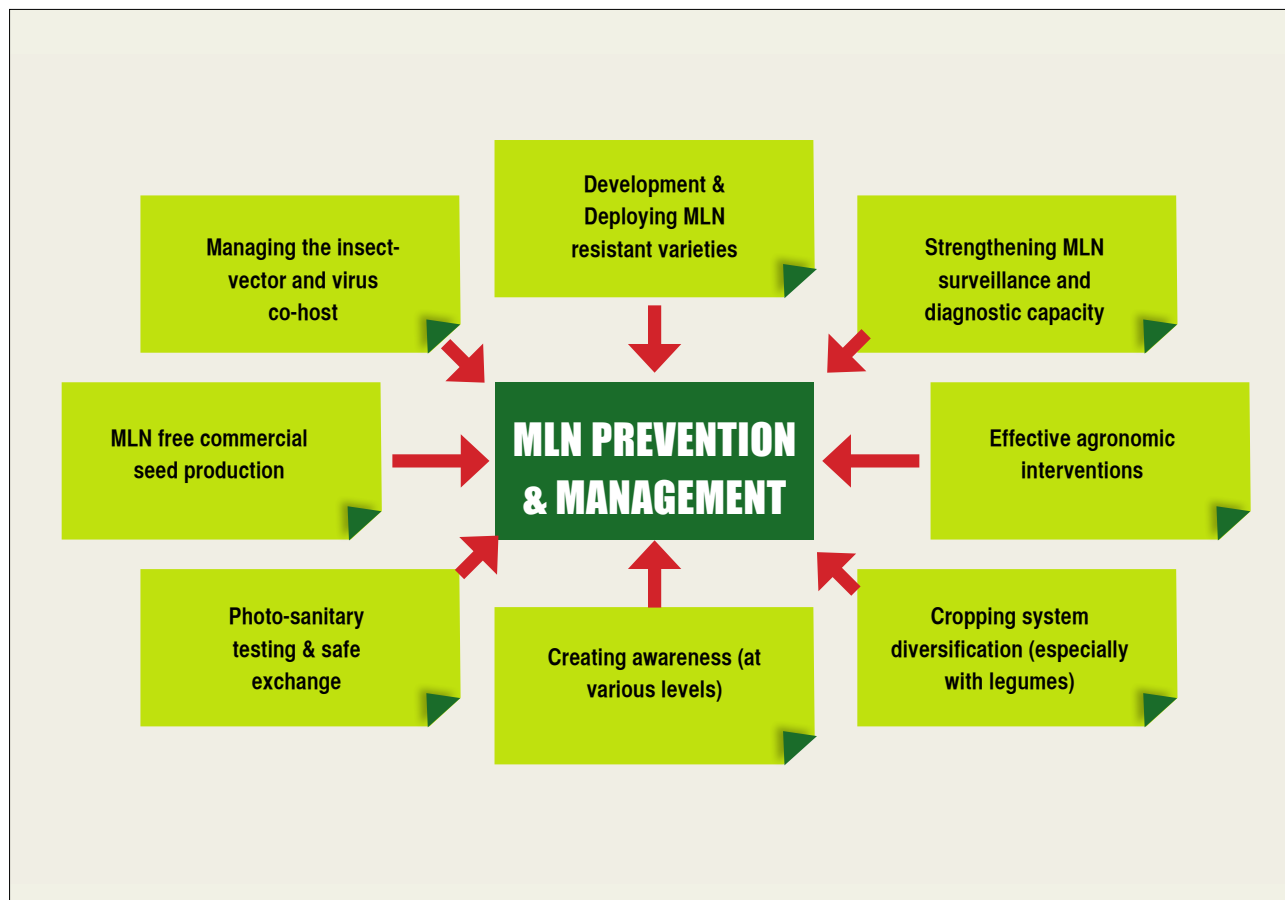 Development &
Deploying MLN
resistant varieties
Managing the insect-
vector and virus
co-host
Strengthening MLN
surveillance and
diagnostic capacity
MLN free commercial
seed production
MLN PREVENTION
& MANAGEMENT
Effective agronomic
interventions
Photo-sanitary
testing & safe
exchange
Creating awareness (at
various levels)
Cropping system
diversification (especially
with legumes)